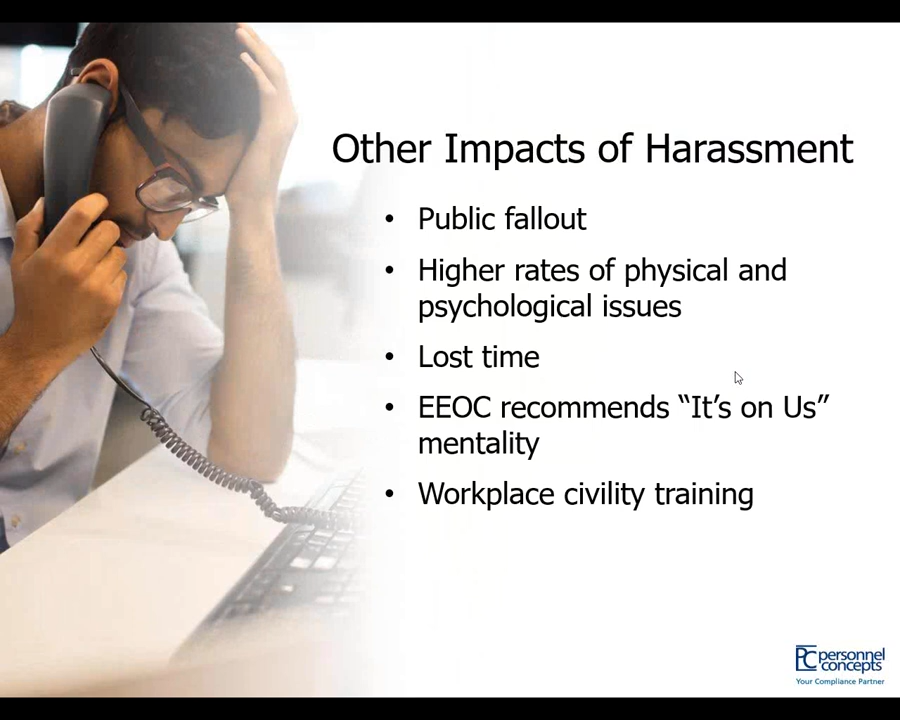 Other Impacts of Harassment
• Public fallout
• Higher rates of physical and
psychological issues
• Lost time
• EEOC recommends “It’s on Us”
mentality
• Workplace civility training
PC personnel
concepts
Your Compliance Partner